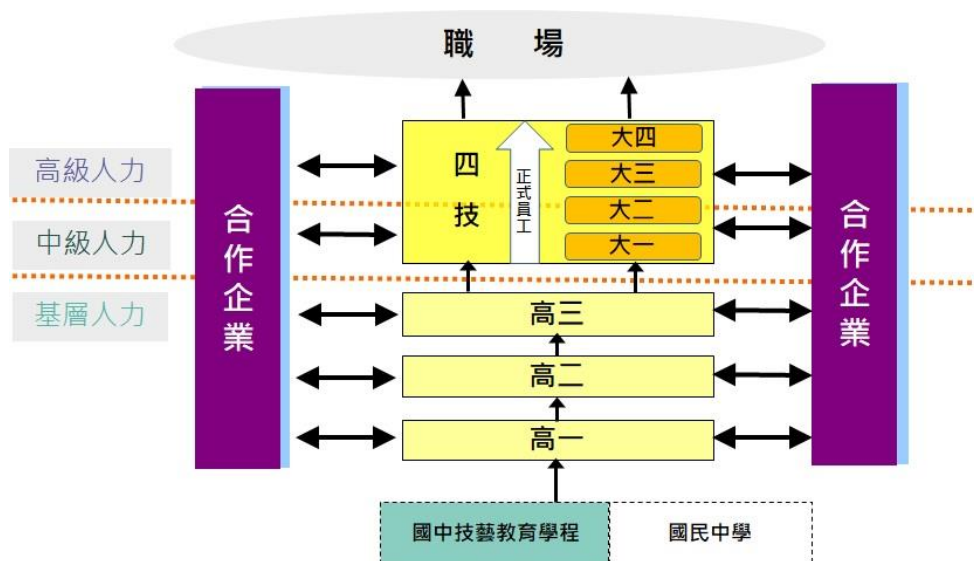 職 場
高級人力
中級人力
基層人力
合作企業
四技
正式員工
大四
大三
大二
大一
合作企業
高三
高二
高一
國中技藝教育學程
國民中學